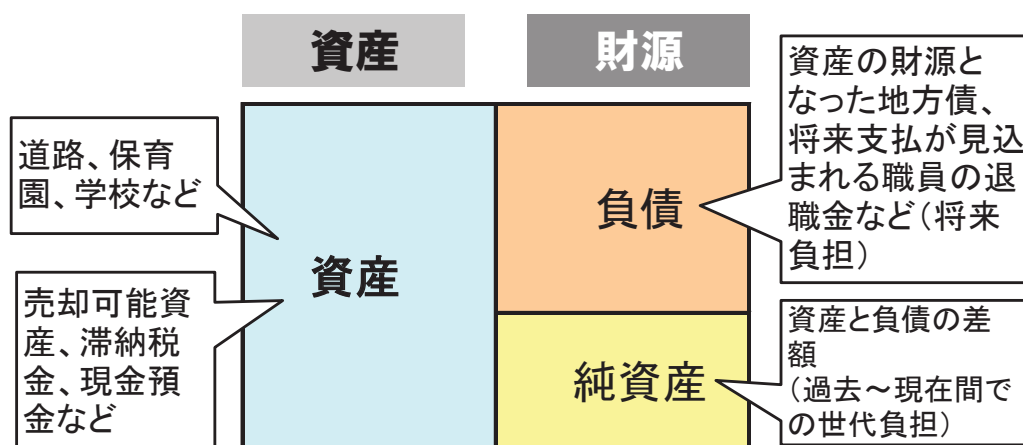 資産
財源
道路、保育
園、学校など
売却可能資
産、滞納税
金、現金預
金など
資産
負債
純資産
資産の財源と
なった地方債、
将来支払が見込
まれる職員の退
職金など（将来
負担）
資産と負債の差
額
（過去～現在間で
の世代負担）